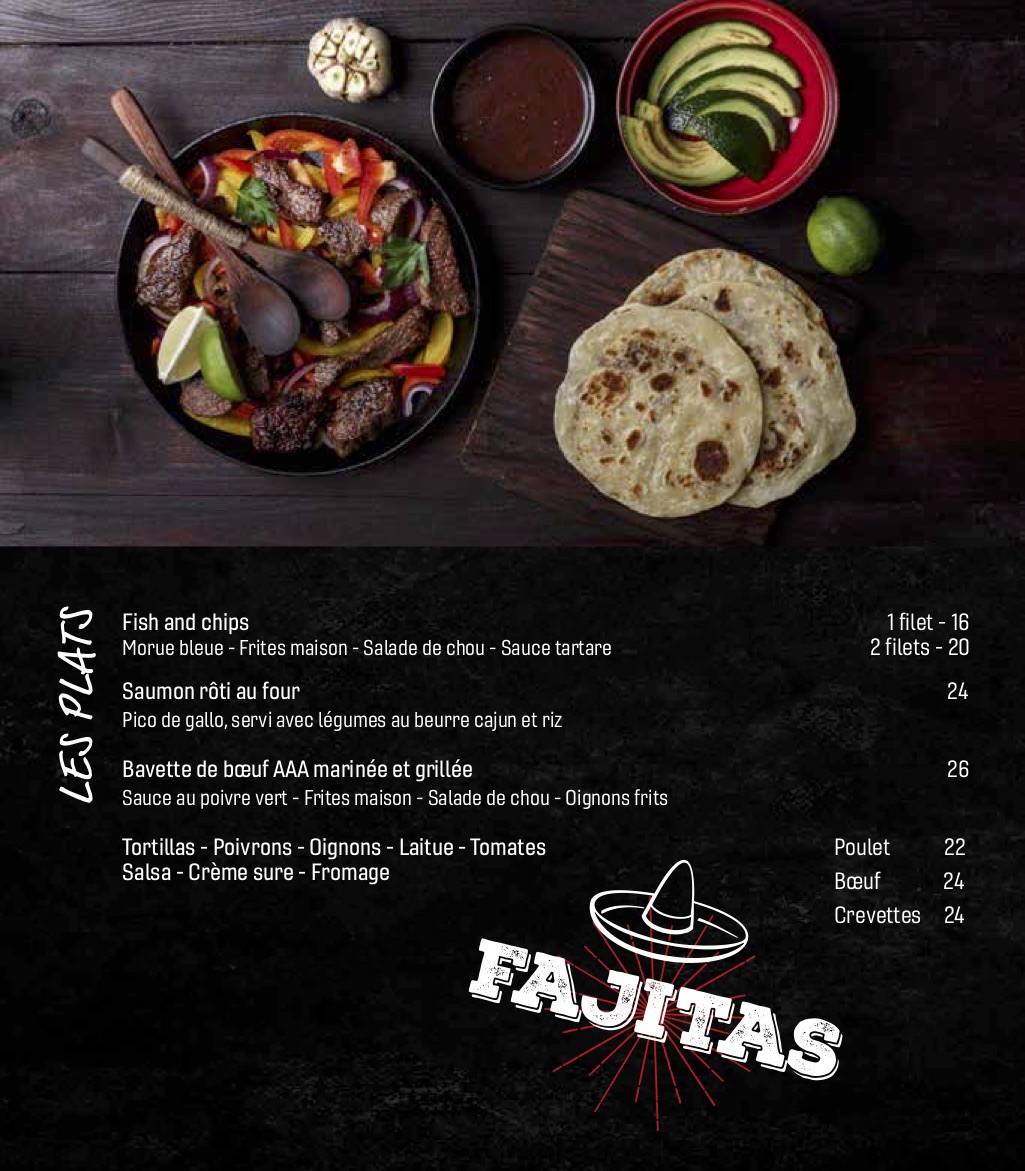 LES PLATS
Fish and chips
1 filet - 16
Morue bleue - Frites maison - Salade de chou - Sauce tartare
2 filets - 20
Saumon rôti au four
24
Pico de gallo, servi avec légumes au beurre cajun et riz
Bavette de bœuf AAA marinée et grillée
26
Sauce au poivre vert - Frites maison - Salade de chou - Oignons frits
Tortillas - Poivrons - Oignons - Laitue - Tomates
Salsa - Crème sure - Fromage
Poulet 22
Bœuf 24
Crevettes 24
FAJITAS